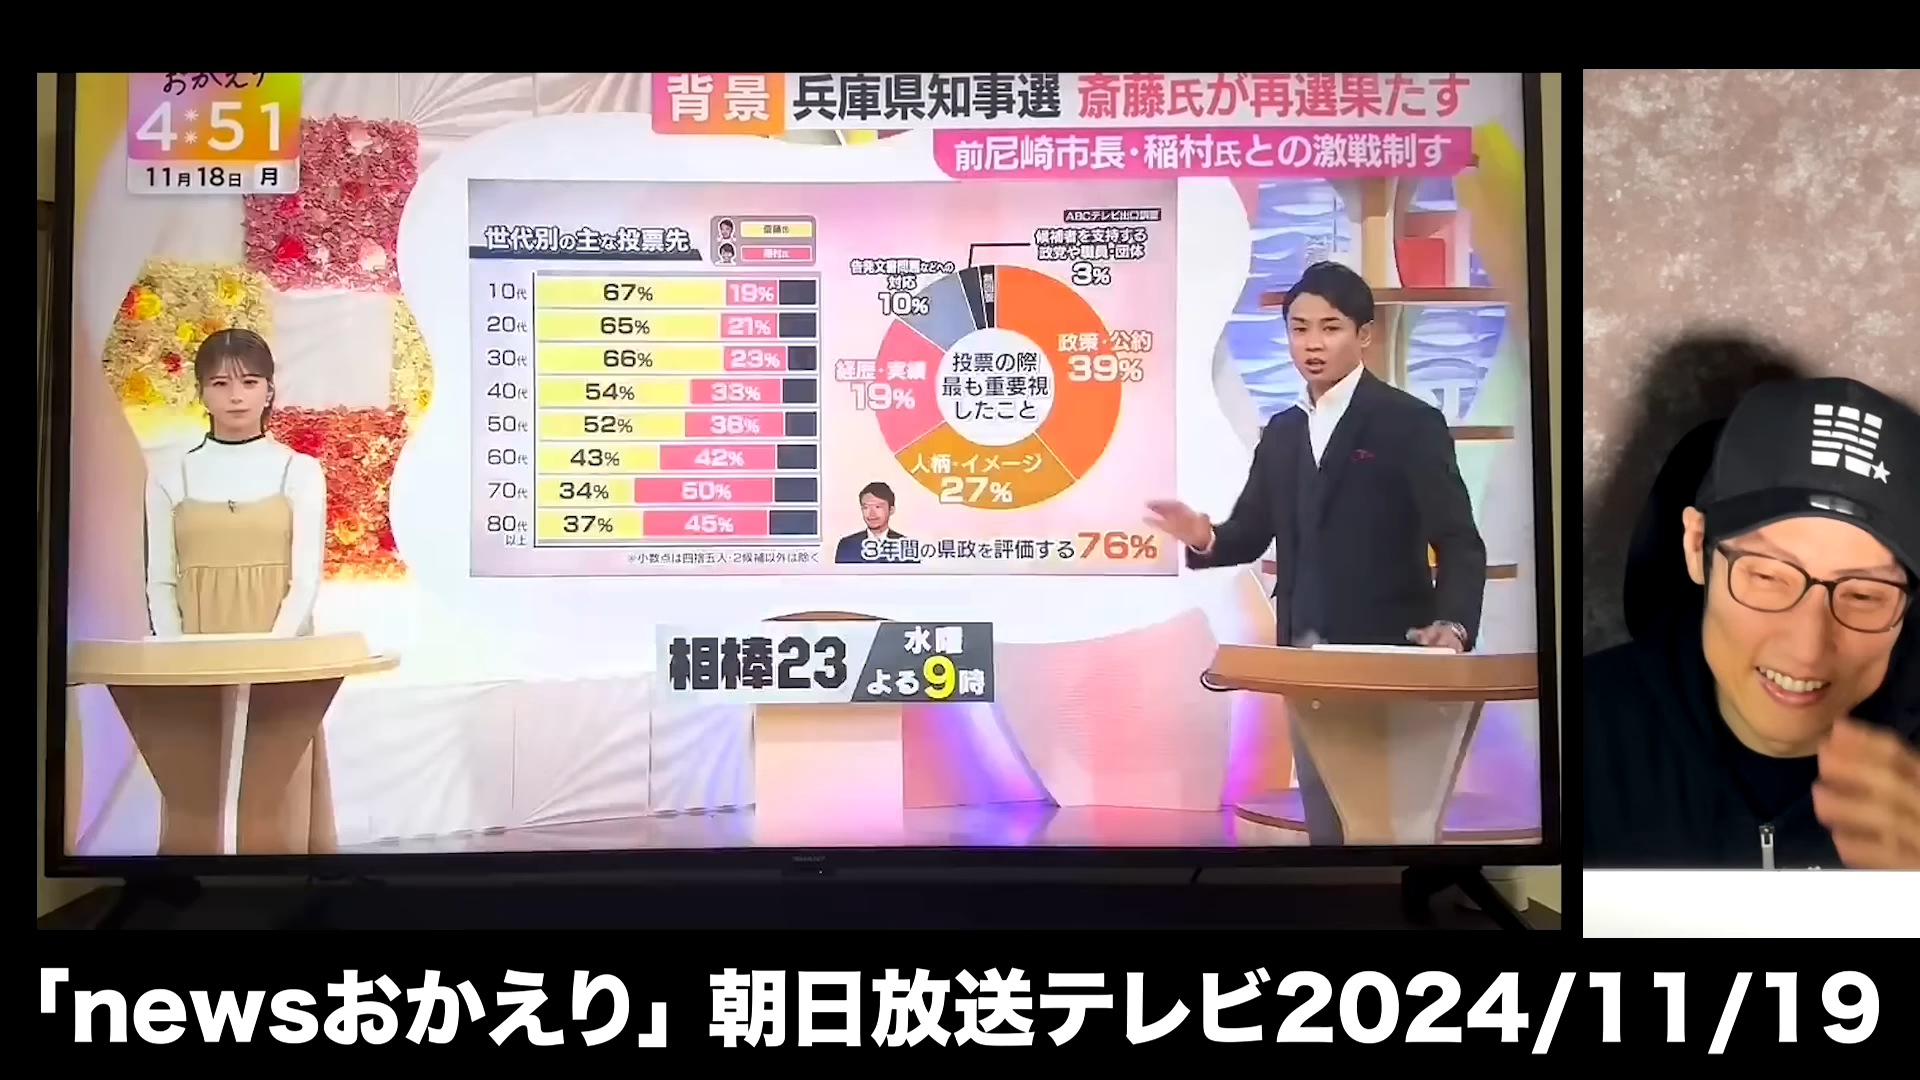 おかえり
4:51
11月18日 月
背景 兵庫県知事選 斎藤氏が再選果たす
前尼崎市長・稲村氏との激戦制す
世代別の主な投票先
斎藤氏
稲村氏
10代 67% 19%
20代 65% 21%
30代 66% 23%
40代 54% 33%
50代 52% 36%
60代 43% 42%
70代 34% 50%
80代以上 37% 45%
※小数点は四捨五入・2候補以外は除く
ABCテレビ出口調査
候補者を支持する
政党や職員・団体
3%
告発文書問題などへの
対応
10%
経歴・実績
19%
投票の際
最も重要視
したこと
政策・公約
39%
人柄・イメージ
27%
3年間の県政を評価する76%
相棒23 水曜
よる9時
SHARP
「newsおかえり」朝日放送テレビ2024/11/19